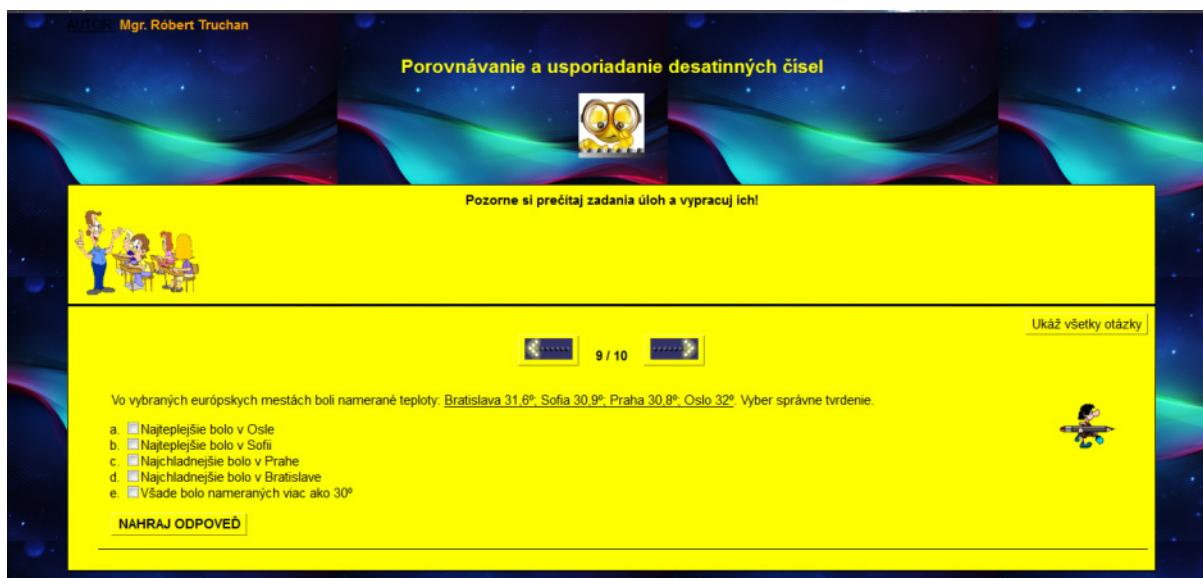 AUTOR: Mgr. Róbert Truchan
Porovnávanie a usporiadanie desatinných čísel
Pozorne si prečítaj zadania úloh a vypracuj ich!
Ukáž všetky otázky
9 / 10
Vo vybraných európskych mestách boli namerané teploty: Bratislava 31,6º; Sofia 30,9º; Praha 30,8º; Oslo 32º. Vyber správne tvrdenie.
a. Najteplejšie bolo v Osle
b. Najteplejšie bolo v Sofii
c. Najchladnejšie bolo v Prahe
d. Najchladnejšie bolo v Bratislave
e. Všade bolo nameraných viac ako 30º
NAHRAJ ODPOVEĎ